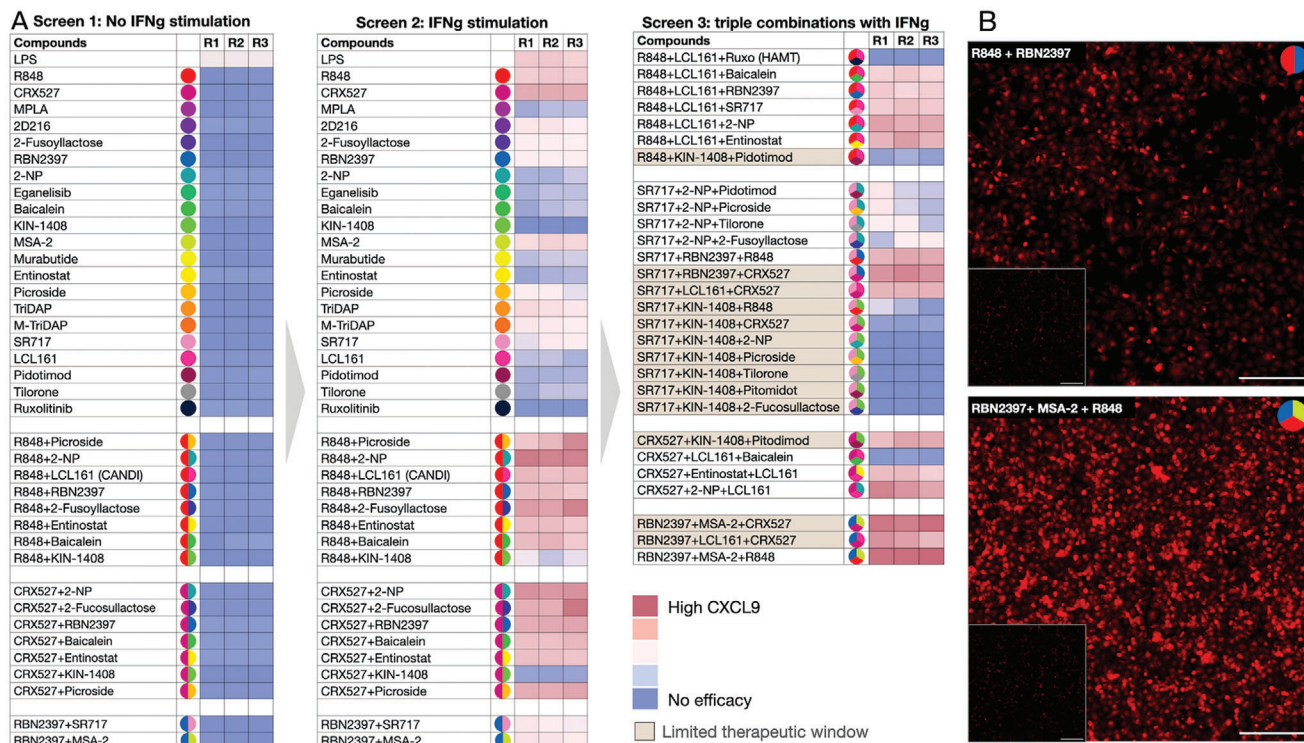 A
Screen 1: No IFNg stimulation
Compounds R1 R2 R3
LPS
R848
CRX527
MPLA
2D216
2-Fusoyllactose
RBN2397
2-NP
Eganelisib
Baicalein
KIN-1408
MSA-2
Murabutide
Entinostat
Picroside
TriDAP
M-TriDAP
SR717
LCL161
Pidotimod
Tilorone
Ruxolitinib
R848+Picroside
R848+2-NP
R848+LCL161 (CANDI)
R848+RBN2397
R848+2-Fusoyllactose
R848+Entinostat
R848+Baicalein
R848+KIN-1408
CRX527+2-NP
CRX527+2-Fucosullactose
CRX527+RBN2397
CRX527+Baicalein
CRX527+Entinostat
CRX527+KIN-1408
CRX527+Picroside
RBN2397+SR717
RBN2397+MSA-2
Screen 2: IFNg stimulation
Compounds R1 R2 R3
LPS
R848
CRX527
MPLA
2D216
2-Fusoyllactose
RBN2397
2-NP
Eganelisib
Baicalein
KIN-1408
MSA-2
Murabutide
Entinostat
Picroside
TriDAP
M-TriDAP
SR717
LCL161
Pidotimod
Tilorone
Ruxolitinib
R848+Picroside
R848+2-NP
R848+LCL161 (CANDI)
R848+RBN2397
R848+2-Fusoyllactose
R848+Entinostat
R848+Baicalein
R848+KIN-1408
CRX527+2-NP
CRX527+2-Fucosullactose
CRX527+RBN2397
CRX527+Baicalein
CRX527+Entinostat
CRX527+KIN-1408
CRX527+Picroside
RBN2397+SR717
RBN2397+MSA-2
Screen 3: triple combinations with IFNg
Compounds R1 R2 R3
R848+LCL161+Ruxo (HAMT)
R848+LCL161+Baicalein
R848+LCL161+RBN2397
R848+LCL161+SR717
R848+LCL161+2-NP
R848+LCL161+Entinostat
R848+KIN-1408+Pidotimod
SR717+2-NP+Pidotimod
SR717+2-NP+Picroside
SR717+2-NP+Tilorone
SR717+2-NP+2-Fusoyllactose
SR717+RBN2397+R848
SR717+RBN2397+CRX527
SR717+LCL161+CRX527
SR717+KIN-1408+R848
SR717+KIN-1408+CRX527
SR717+KIN-1408+2-NP
SR717+KIN-1408+Picroside
SR717+KIN-1408+Tilorone
SR717+KIN-1408+Pitomidot
SR717+KIN-1408+2-Fucosullactose
CRX527+KIN-1408+Pitodimod
CRX527+LCL161+Baicalein
CRX527+Entinostat+LCL161
CRX527+2-NP+LCL161
RBN2397+MSA-2+CRX527
RBN2397+LCL161+CRX527
RBN2397+MSA-2+R848
High CXCL9
No efficacy
Limited therapeutic window
B
R848 + RBN2397
RBN2397+ MSA-2 + R848